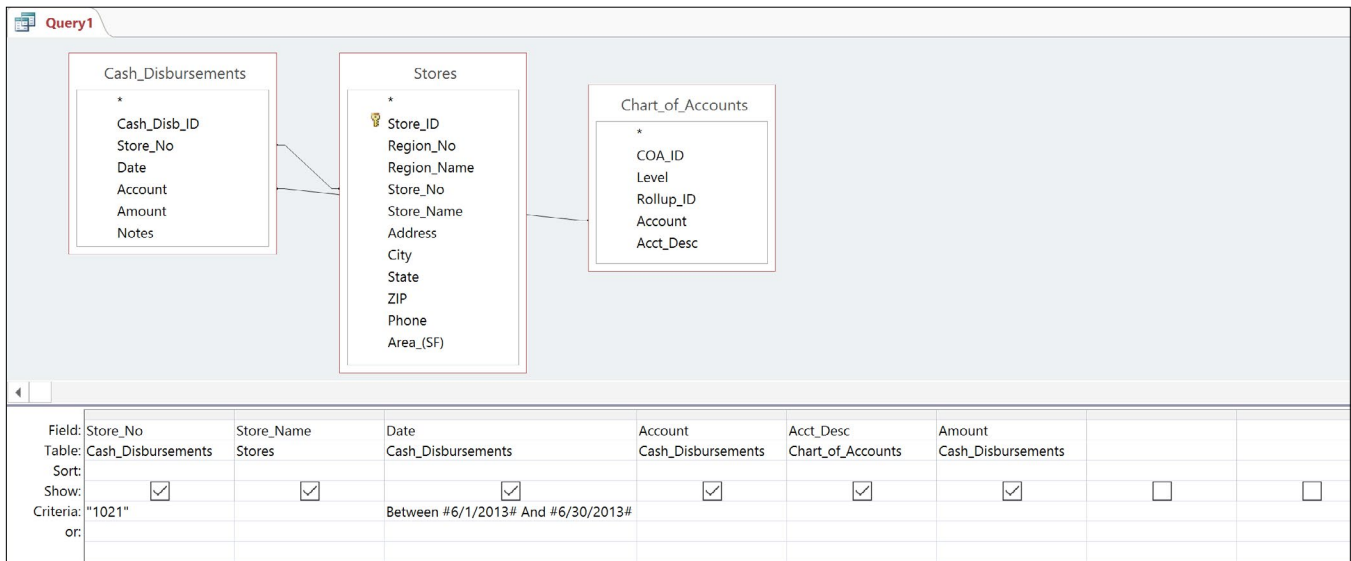 Query1
Cash_Disbursements
*
Cash_Disb_ID
Store_No
Date
Account
Amount
Notes
Stores
*
Store_ID
Region_No
Region_Name
Store_No
Store_Name
Address
City
State
ZIP
Phone
Area_(SF)
Chart_of_Accounts
*
COA_ID
Level
Rollup_ID
Account
Acct_Desc
Field: Store_No Store_Name Date Account Acct_Desc Amount
Table: Cash_Disbursements Stores Cash_Disbursements Cash_Disbursements Chart_of_Accounts Cash_Disbursements
Sort:
Show:
Criteria: "1021" Between #6/1/2013# And #6/30/2013#
or: